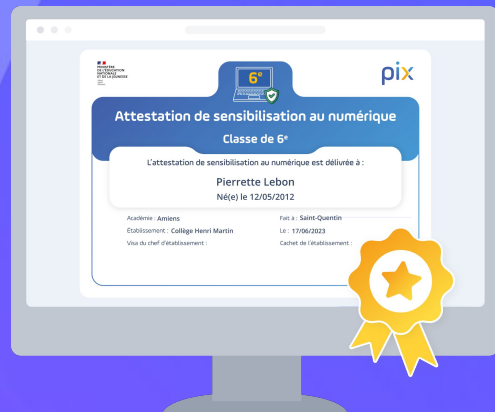 MINISTÈRE
DE L'ÉDUCATION
NATIONALE
ET DE LA JEUNESSE
6e
pix
Attestation de sensibilisation au numérique
Classe de 6e
L'attestation de sensibilisation au numérique est délivrée à :
Pierrette Lebon
Né(e) le 12/05/2012
Académie : Amiens
Fait à : Saint-Quentin
Établissement : Collège Henri Martin
Le : 17/06/2023
Visa du chef d'établissement :
Cachet de l'établissement :